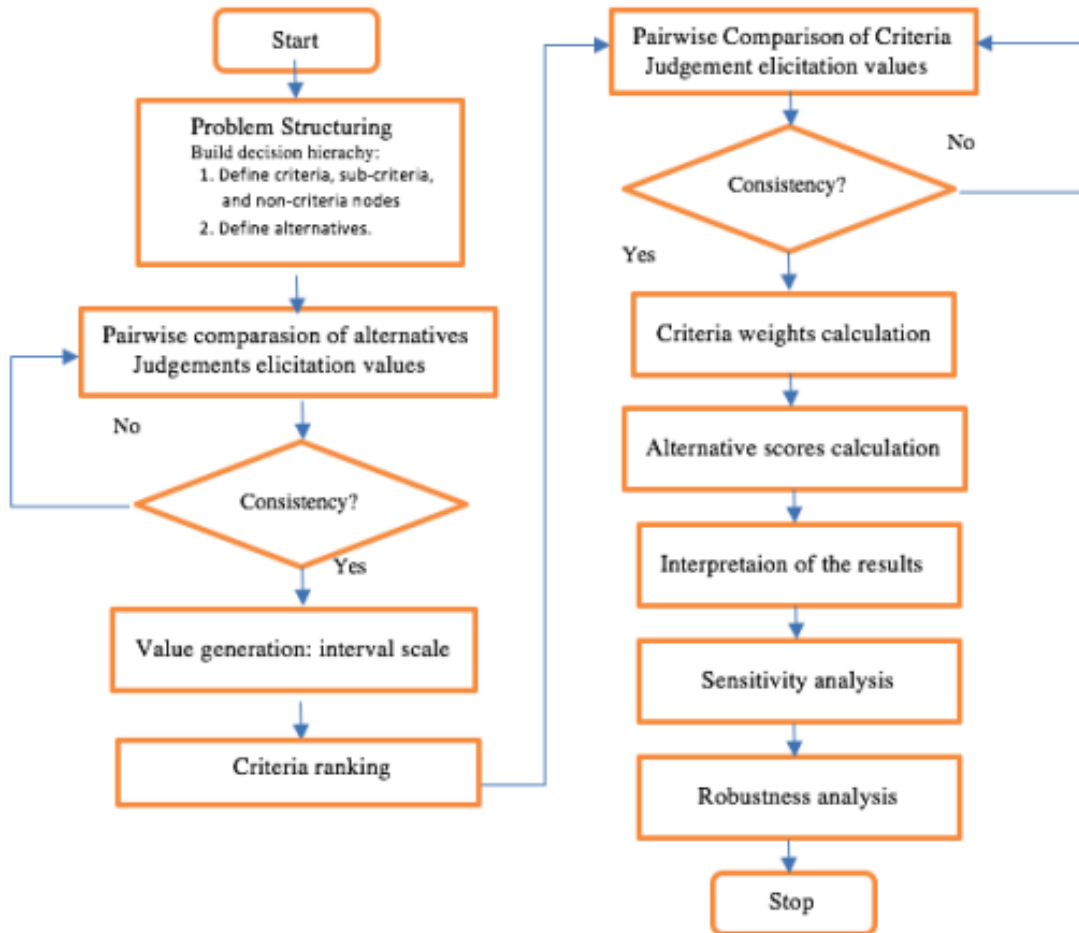 Start
Problem Structuring
Build decision hierachy:
1. Define criteria, sub-criteria,
and non-criteria nodes
2. Define alternatives.
Pairwise comparasion of alternatives
Judgements elicitation values
No
Consistency?
Yes
Value generation: interval scale
Criteria ranking
Pairwise Comparison of Criteria
Judgement elicitation values
No
Consistency?
Yes
Criteria weights calculation
Alternative scores calculation
Interpretaion of the results
Sensitivity analysis
Robustness analysis
Stop